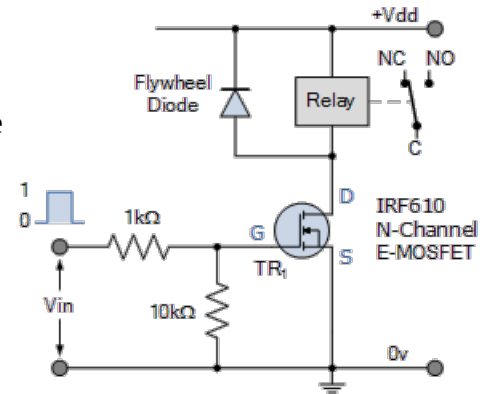 +Vdd
NC NO
Flywheel
Diode
Relay
C
e
1
0
1kΩ
G
D
S
TR1
IRF610
N-Channel
E-MOSFET
Vin
10kΩ
0v